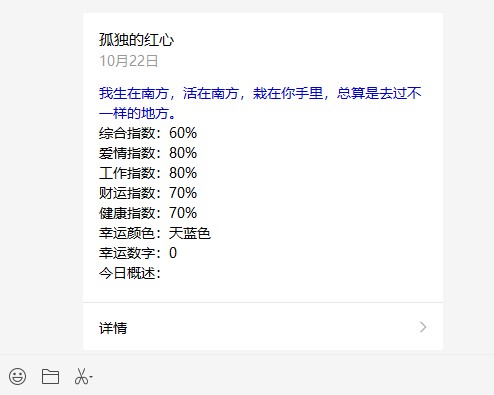 孤独的红心
10月22日
我生在南方，活在南方，栽在你手里，总算是去过不
一样的地方。
综合指数：60%
爱情指数：80%
工作指数：80%
财运指数：70%
健康指数：70%
幸运颜色：天蓝色
幸运数字：0
今日概述：
详情